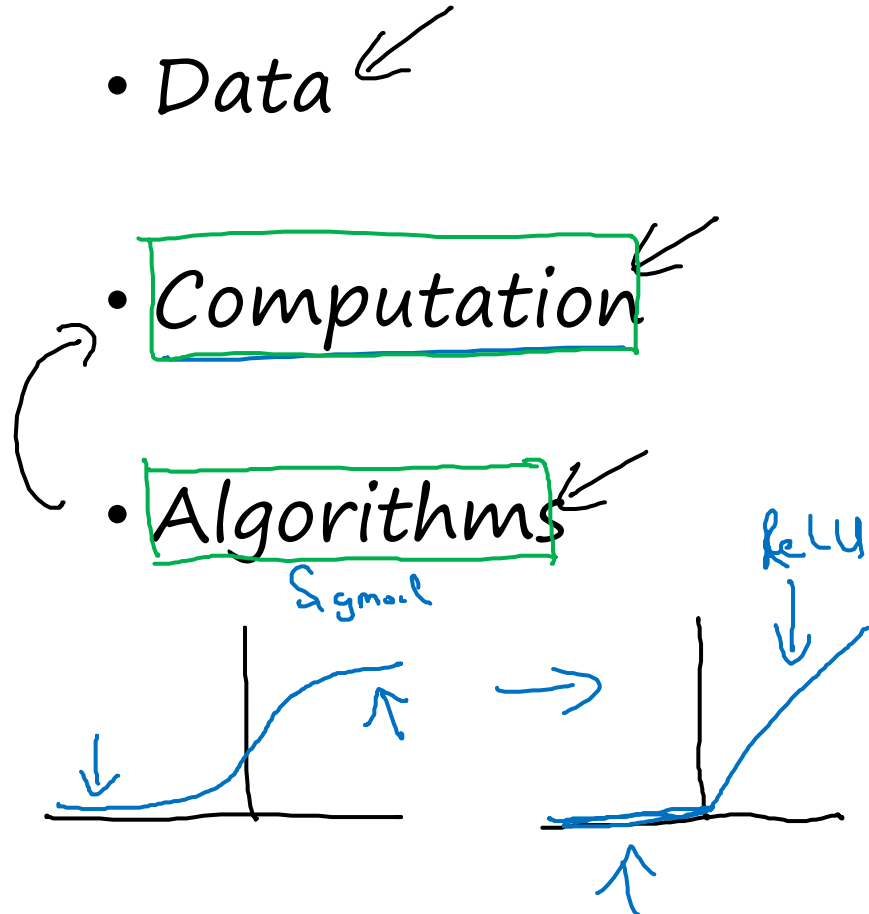 • Data
• Computation
• Algorithms
Sigmoid
ReLU